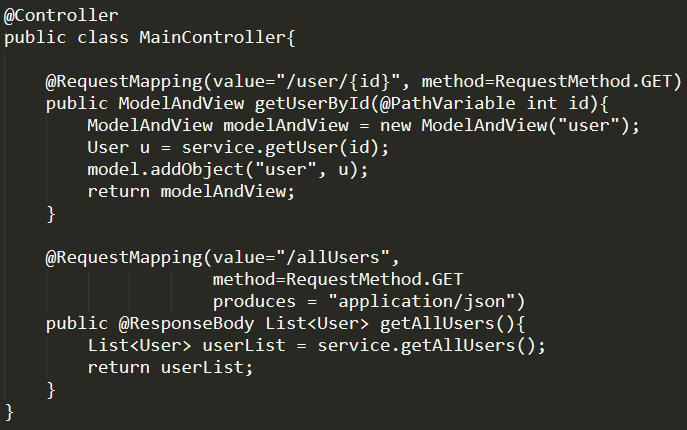 @Controller
public class MainController{
@RequestMapping(value="/user/{id}", method=RequestMethod.GET)
public ModelAndView getUserById(@PathVariable int id){
ModelAndView modelAndView = new ModelAndView("user");
User u = service.getUser(id);
model.addObject("user", u);
return modelAndView;
}
@RequestMapping(value="/allUsers",
method=RequestMethod.GET
produces = "application/json")
public @ResponseBody List<User> getAllUsers(){
List<User> userList = service.getAllUsers();
return userList;
}
}